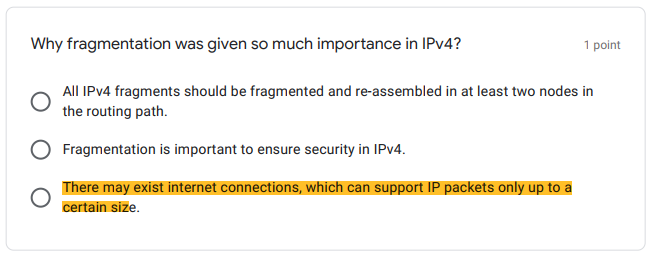 Why fragmentation was given so much importance in IPv4?
1 point
All IPv4 fragments should be fragmented and re-assembled in at least two nodes in
the routing path.
Fragmentation is important to ensure security in IPv4.
There may exist internet connections, which can support IP packets only up to a
certain size.